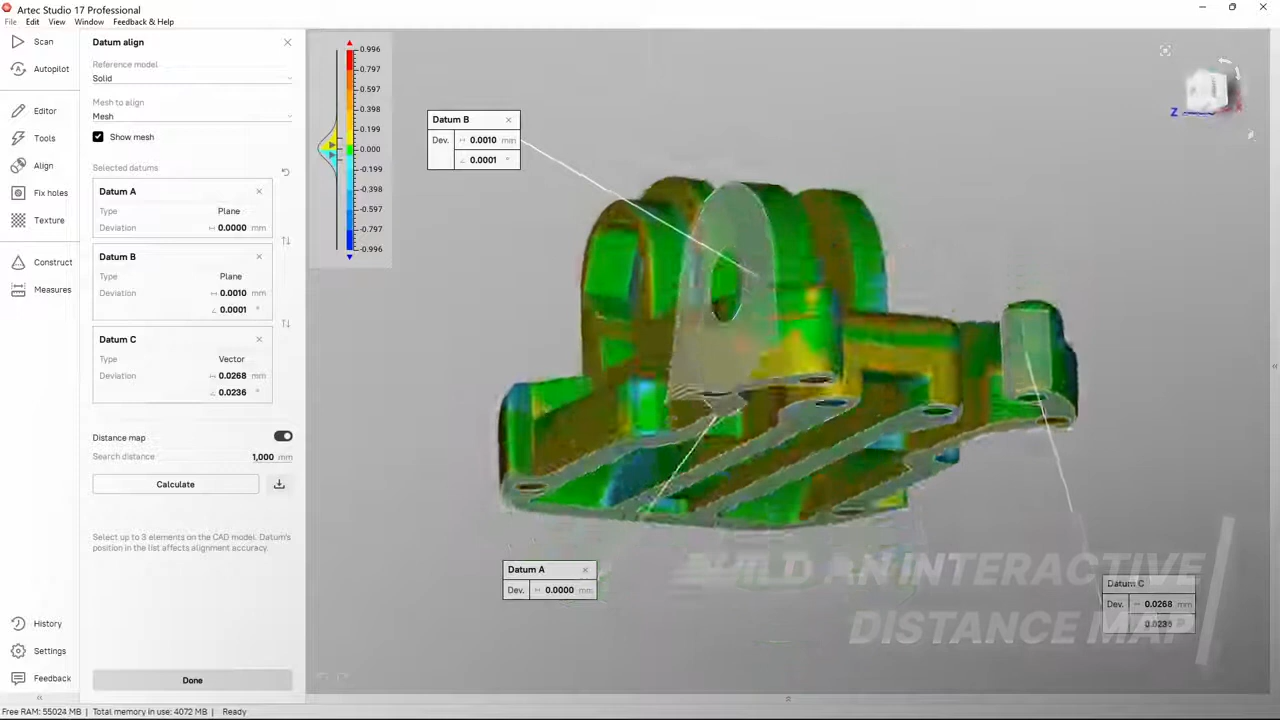 Artec Studio 17 Professional
File Edit View Window Feedback & Help
Scan
Autopilot
Editor
Tools
Align
Fix holes
Texture
Construct
Measures
History
Settings
Feedback
Datum align
Reference model
Solid
Mesh to align
Mesh
Show mesh
Selected datums
Datum A
Type Plane
Deviation 0.0000 mm
Datum B
Type Plane
Deviation 0.0010 mm
0.0001 °
Datum C
Type Vector
Deviation 0.0268 mm
0.0236 °
Distance map
Search distance 1,000 mm
Calculate
Select up to 3 elements on the CAD model. Datum's
position in the list affects alignment accuracy.
Done
0.996
0.797
0.597
0.398
0.199
0.000
-0.199
-0.398
-0.597
-0.797
-0.996
Datum B
Dev. 0.0010 mm
0.0001 °
Z
Datum A
Dev. 0.0000 mm
Datum C
Dev. 0.0268 mm
0.0236 °
BUILD AN INTERACTIVE
DISTANCE MAP
Free RAM: 55024 MB | Total memory in use: 4072 MB | Ready